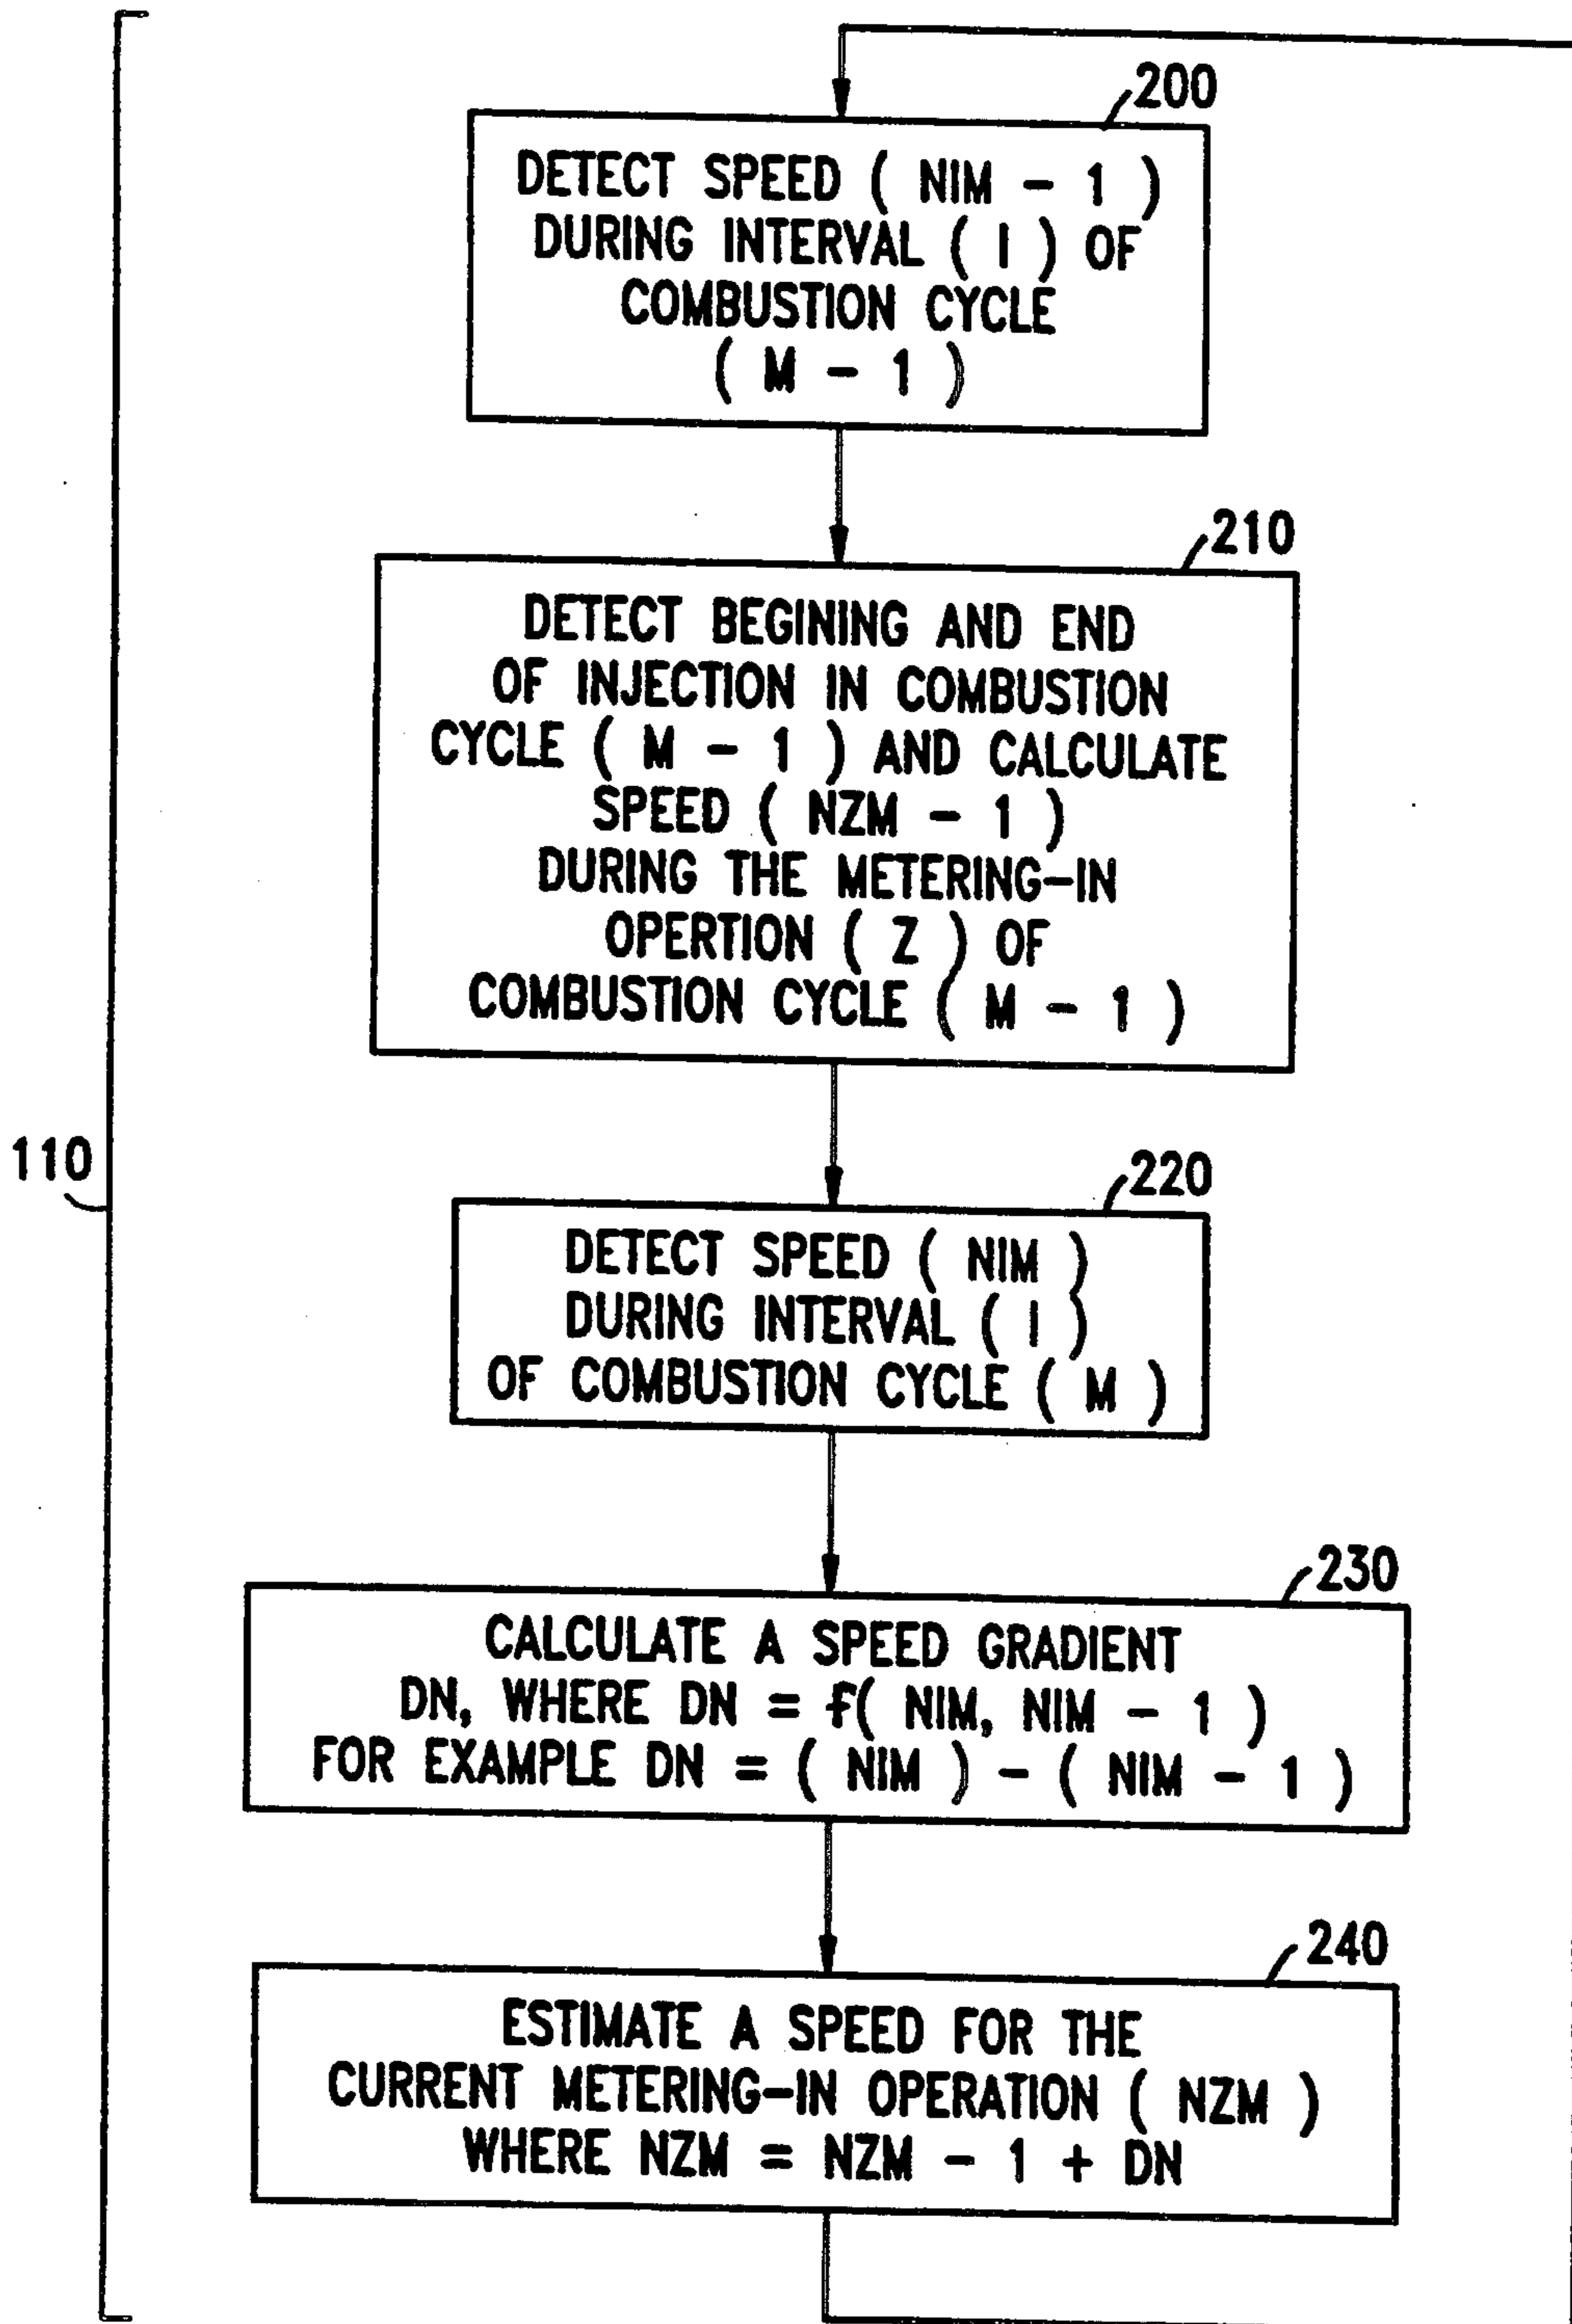 200
DETECT SPEED ( NIM - 1 )
DURING INTERVAL ( I ) OF
COMBUSTION CYCLE
( M - 1 )
210
DETECT BEGINING AND END
OF INJECTION IN COMBUSTION
CYCLE ( M - 1 ) AND CALCULATE
SPEED ( NZM - 1 )
DURING THE METERING-IN
OPERTION ( Z ) OF
COMBUSTION CYCLE ( M - 1 )
110
220
DETECT SPEED ( NIM )
DURING INTERVAL ( I )
OF COMBUSTION CYCLE ( M )
230
CALCULATE A SPEED GRADIENT
DN, WHERE DN = f( NIM, NIM - 1 )
FOR EXAMPLE DN = ( NIM ) - ( NIM - 1 )
240
ESTIMATE A SPEED FOR THE
CURRENT METERING-IN OPERATION ( NZM )
WHERE NZM = NZM - 1 + DN